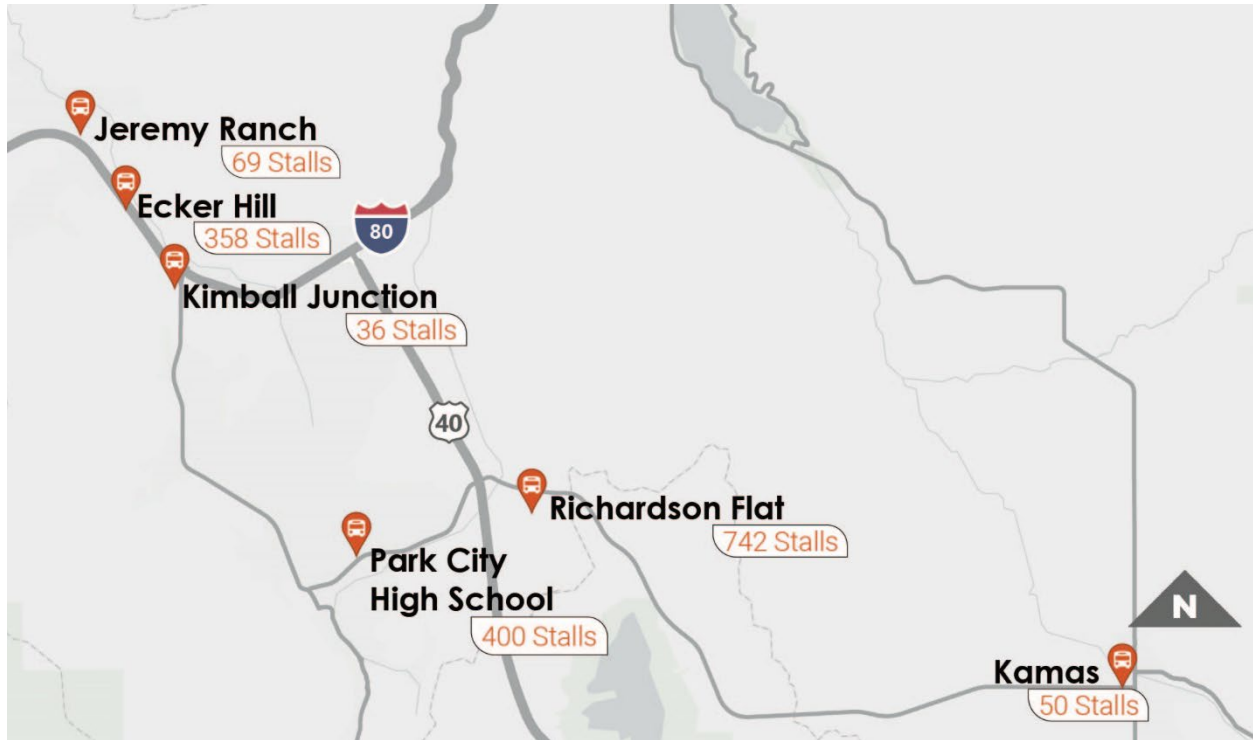 Jeremy Ranch
69 Stalls
Ecker Hill
358 Stalls
80
Kimball Junction
36 Stalls
40
Richardson Flat
742 Stalls
Park City
High School
400 Stalls
N
Kamas
50 Stalls